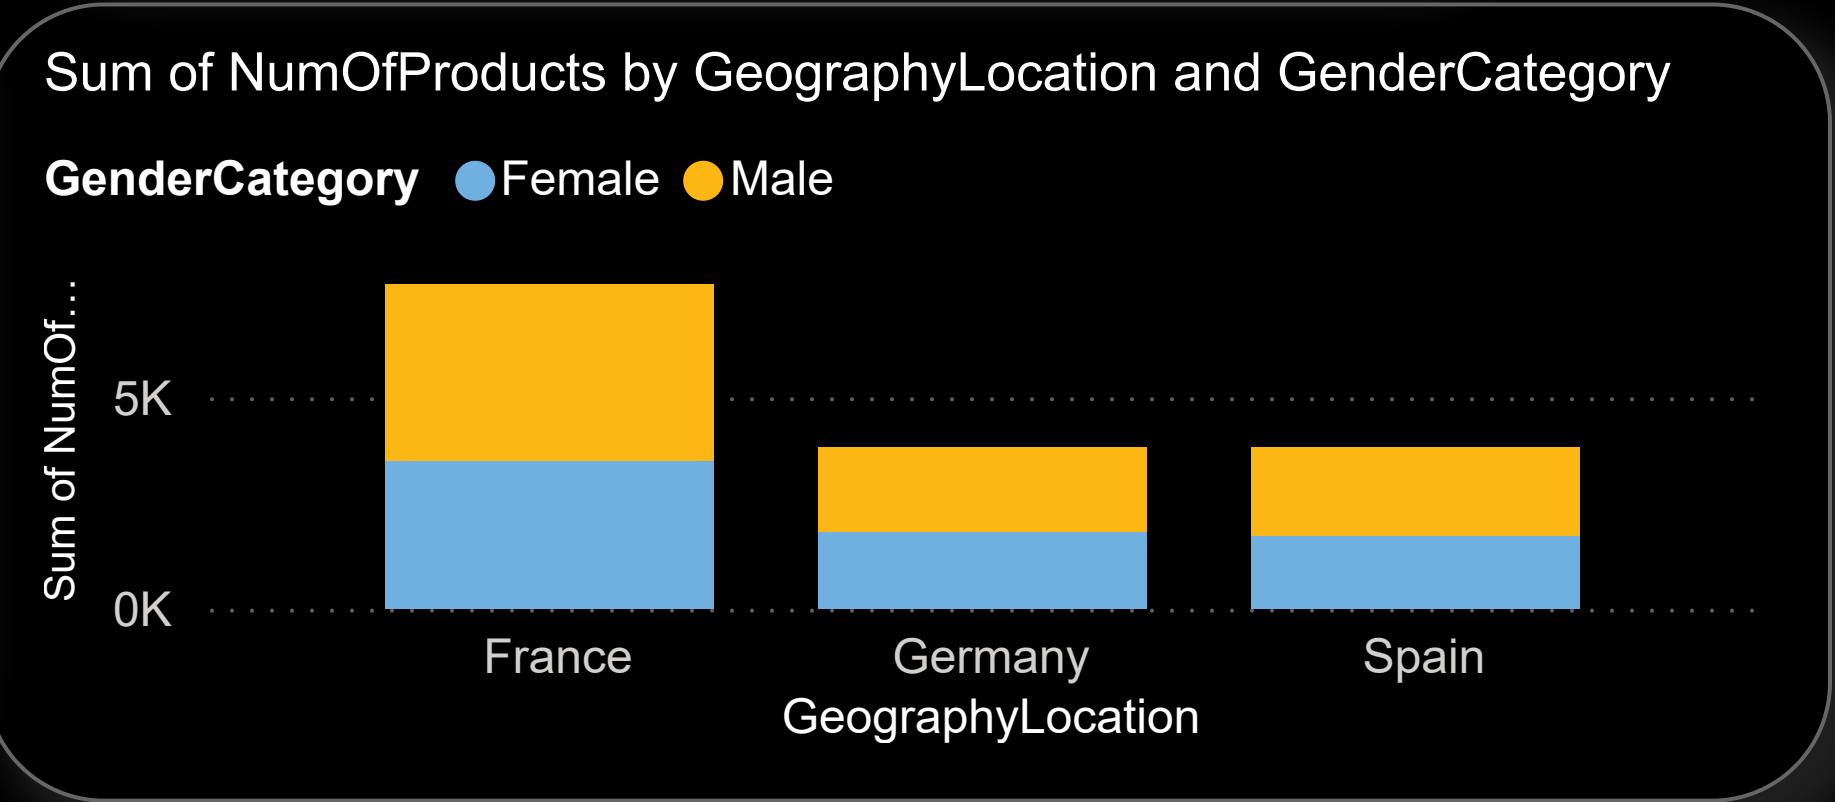 Sum of NumOfProducts by GeographyLocation and GenderCategory
GenderCategory Female Male
Sum of NumOf...
5K
0K
France Germany Spain
GeographyLocation